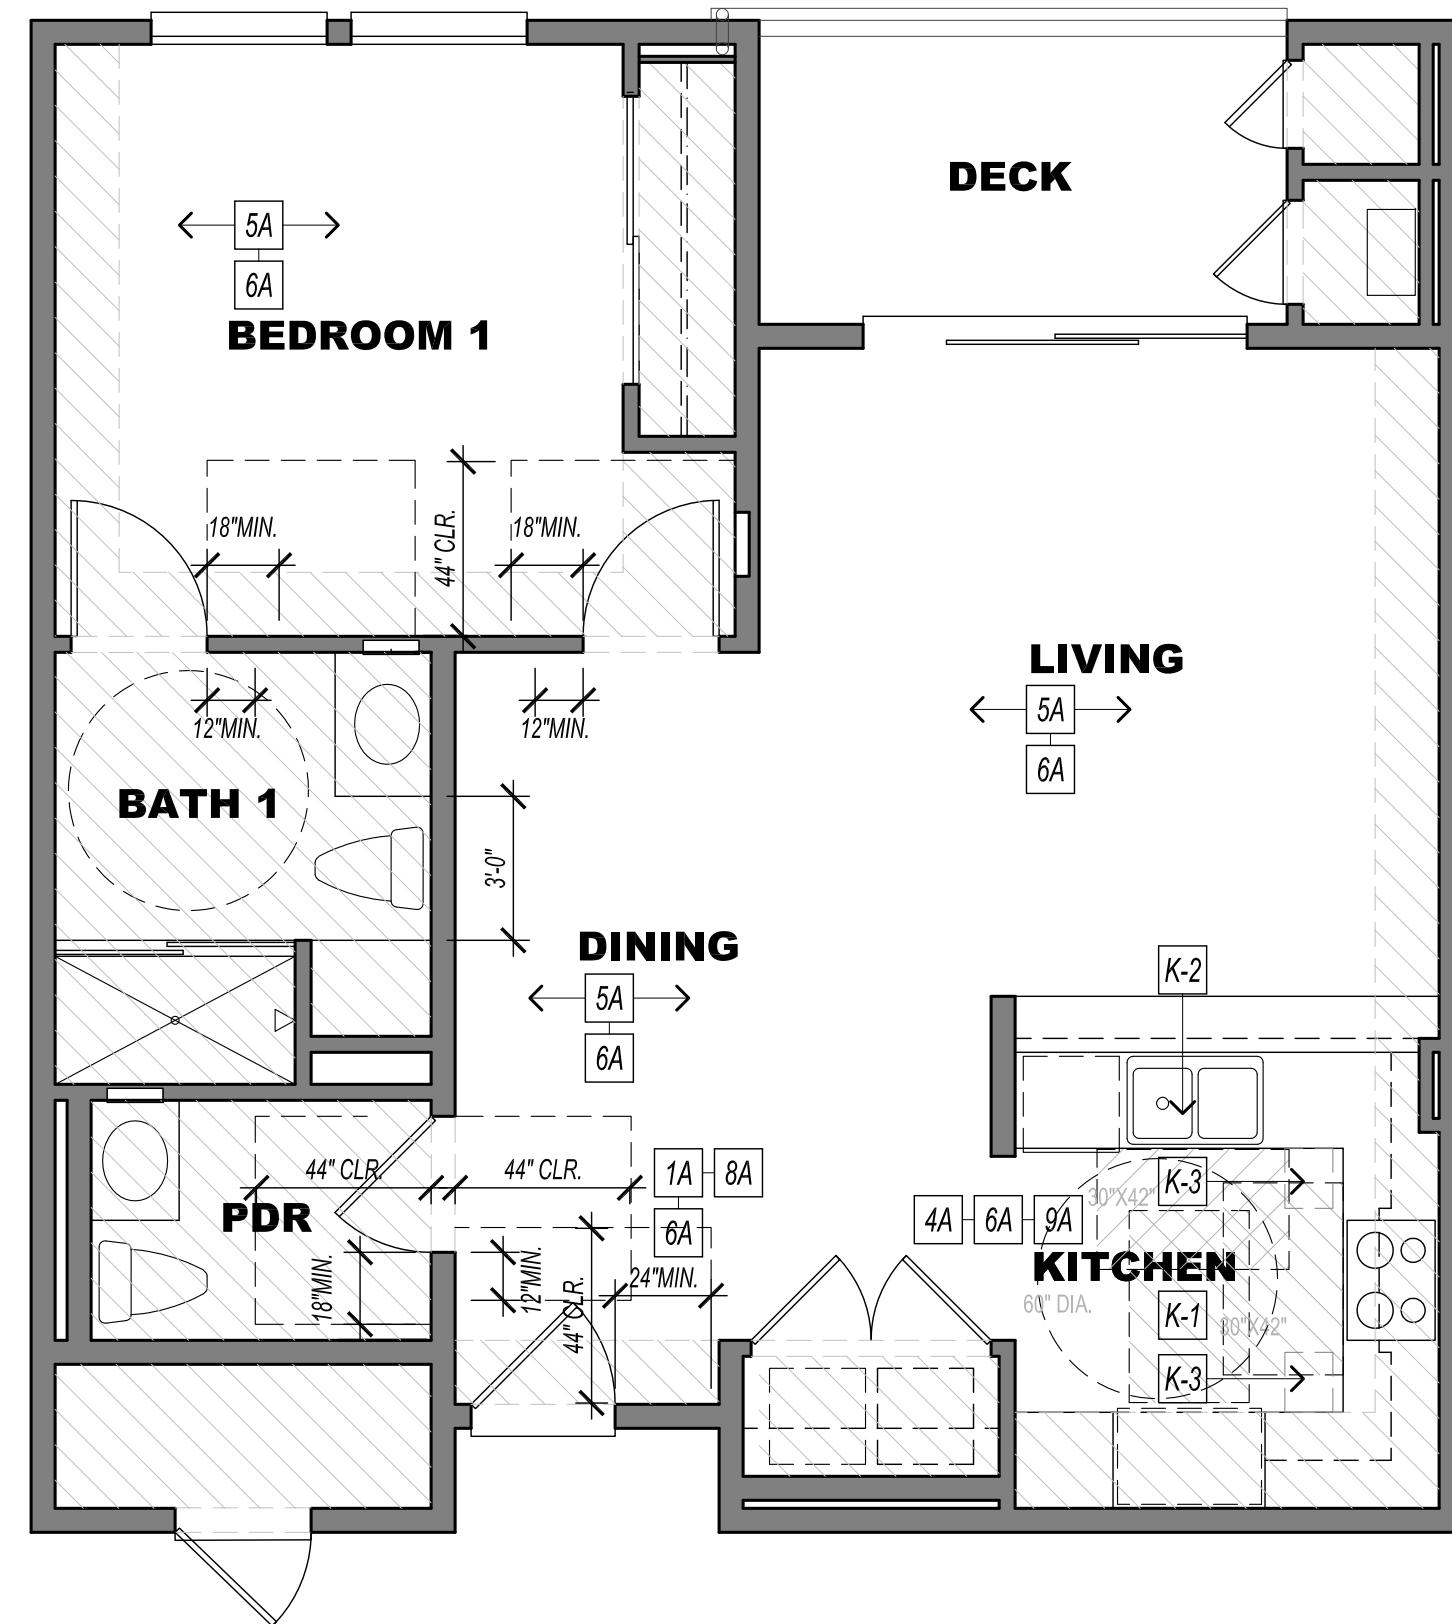 DECK
5A
6A
BEDROOM 1
18"MIN.
44" CLR.
18"MIN.
12"MIN.
12"MIN.
LIVING
5A
6A
BATH 1
3'-0"
DINING
5A
6A
K-2
44" CLR.
44" CLR.
1A
8A
6A
PDR
18"MIN.
12"MIN.
44" CLR.
24"MIN.
K-3
30"X42"
4A
6A
9A
KITCHEN
60" DIA.
K-1
30"X42"
K-3